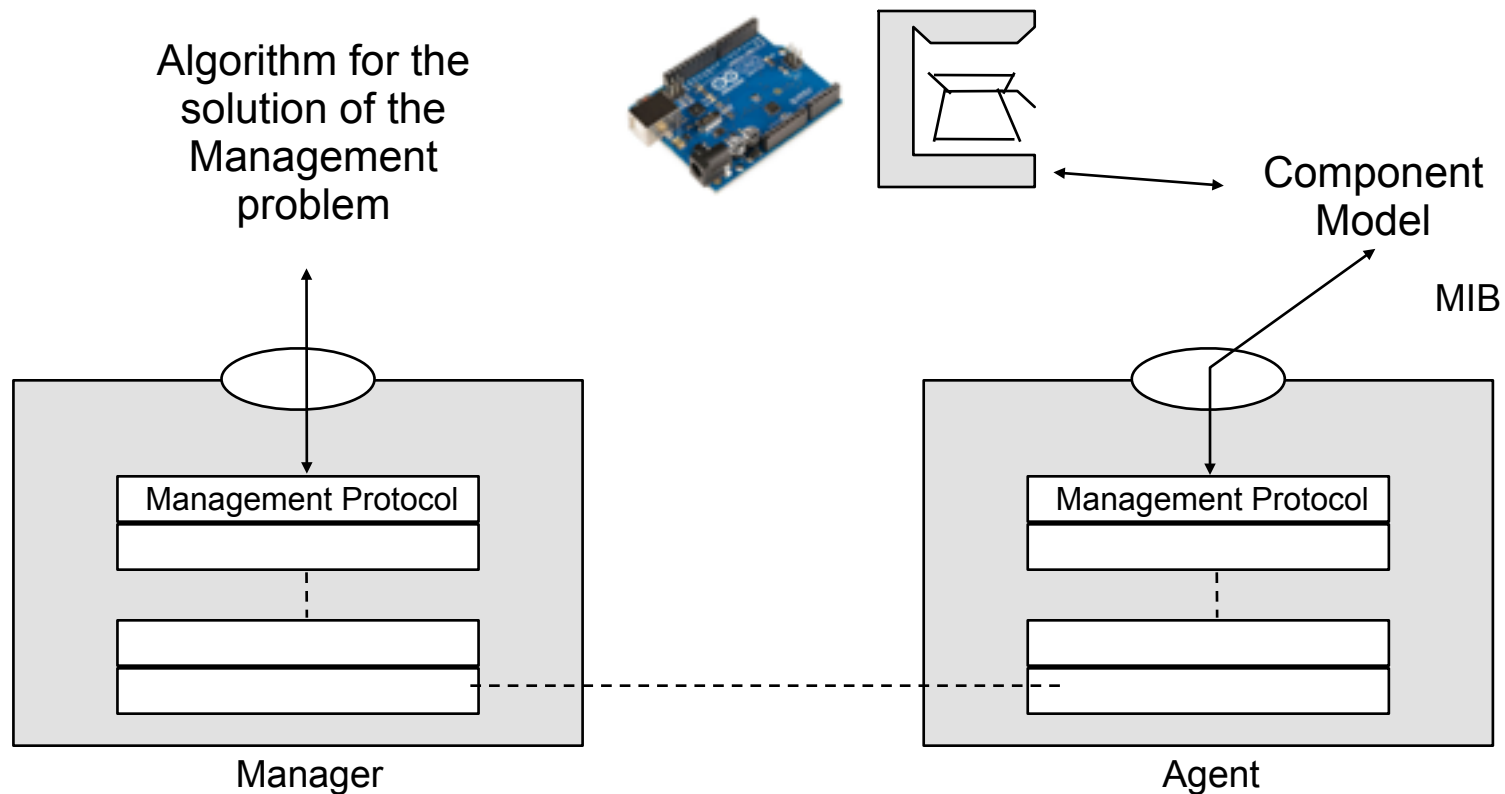 Algorithm for the
solution of the
Management
problem
Component
Model
MIB
Management Protocol
Management Protocol
Manager
Agent